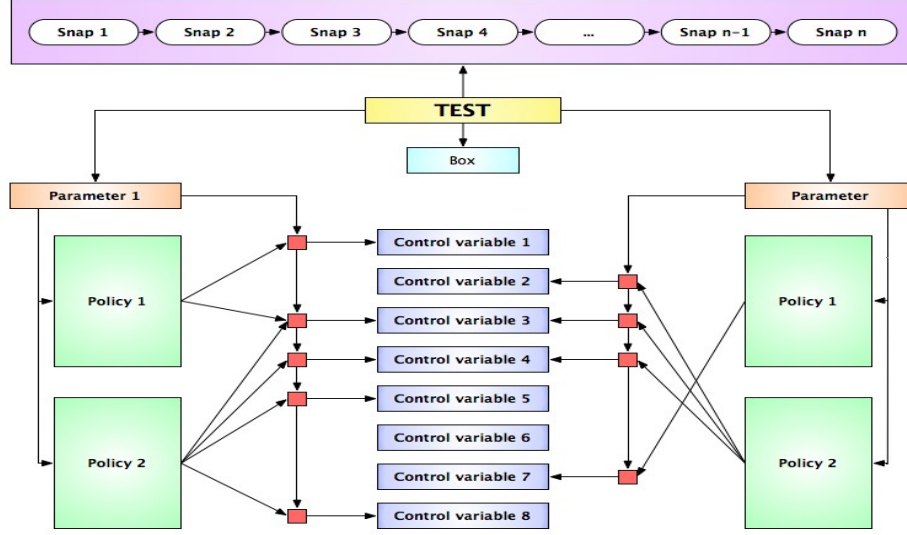 Snap 1
Snap 2
Snap 3
Snap 4
...
Snap n-1
Snap n
TEST
Box
Parameter 1
Parameter
Policy 1
Policy 2
Control variable 1
Control variable 2
Control variable 3
Control variable 4
Control variable 5
Control variable 6
Control variable 7
Control variable 8
Policy 1
Policy 2